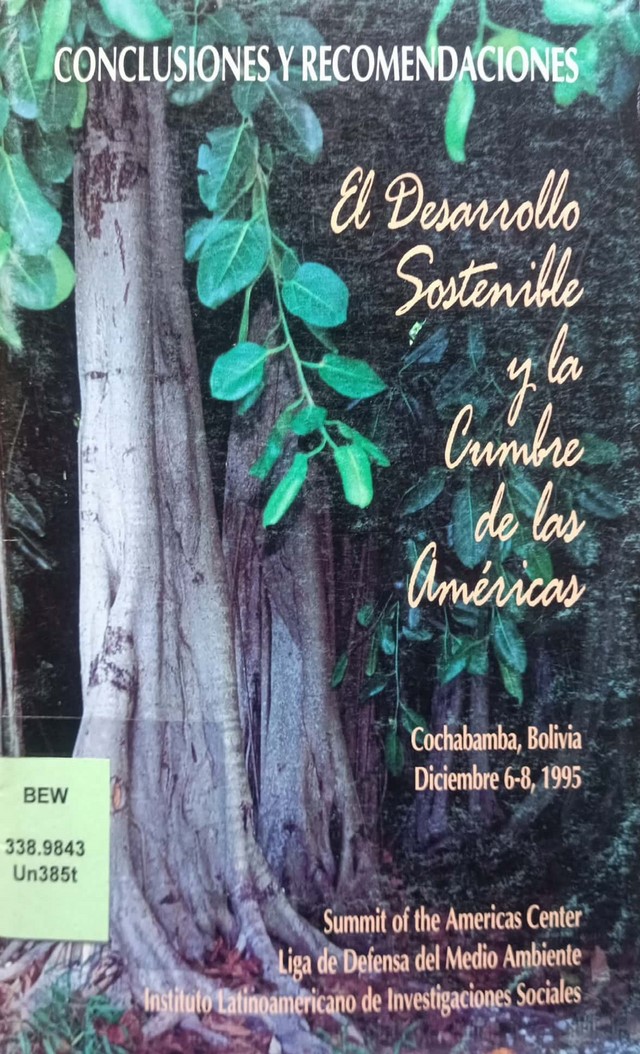 CONCLUSIONES Y RECOMENDACIONES
El Desarrollo
Sostenible
y la
Cumbre
de las
Américas
Cochabamba, Bolivia
Diciembre 6-8, 1995
BEW
338.9843
Un385t
Summit of the Americas Center
Liga de Defensa del Medio Ambiente
Instituto Latinoamericano de Investigaciones Sociales